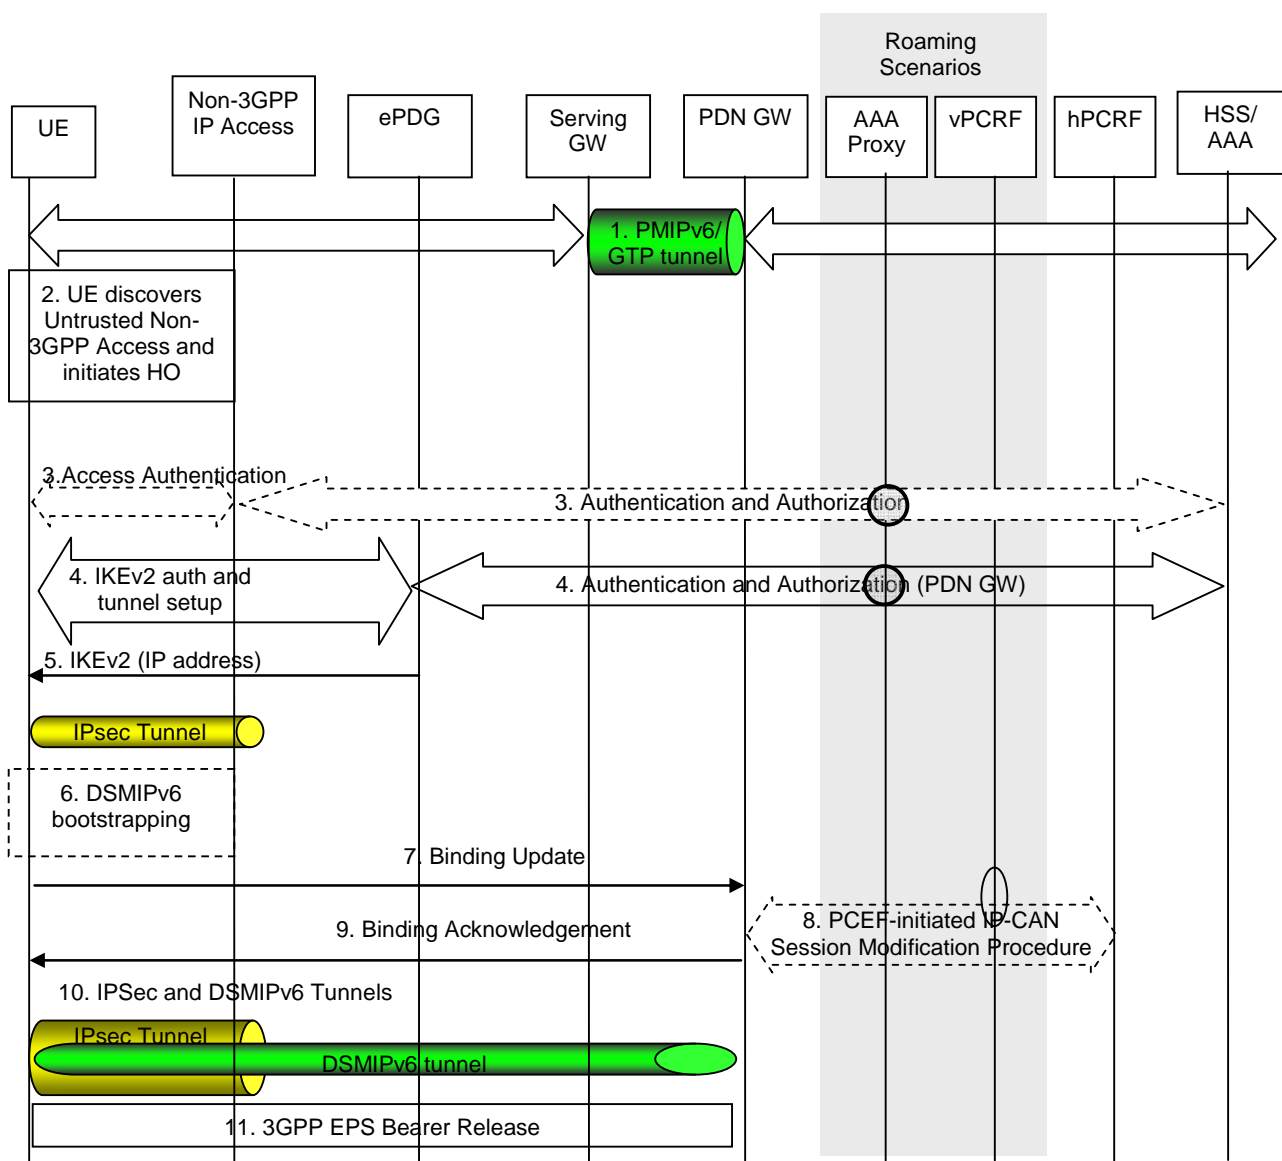 Roaming
Scenarios
UE
Non-3GPP
IP Access
ePDG
Serving
GW
PDN GW
AAA
Proxy
vPCRF
hPCRF
HSS/
AAA
1. PMIPv6/
GTP tunnel
2. UE discovers
Untrusted Non-
3GPP Access and
initiates HO
3.Access Authentication
3. Authentication and Authorization
4. IKEv2 auth and
tunnel setup
4. Authentication and Authorization (PDN GW)
5. IKEv2 (IP address)
IPsec Tunnel
6. DSMIPv6
bootstrapping
7. Binding Update
8. PCEF-initiated IP-CAN
Session Modification Procedure
9. Binding Acknowledgement
10. IPSec and DSMIPv6 Tunnels
IPsec Tunnel
DSMIPv6 tunnel
11. 3GPP EPS Bearer Release